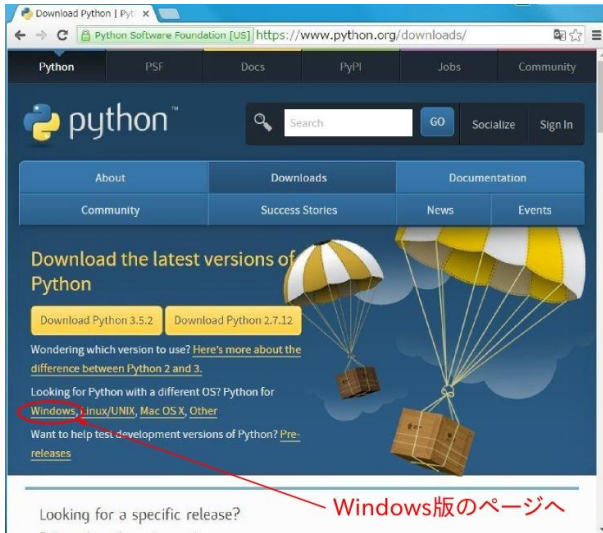 Download Python | Pyt
Python Software Foundation [US] https://www.python.org/downloads/
Python PSF Docs PyPI Jobs Community
python™
Search GO Socialize Sign In
About Downloads Documentation
Community Success Stories News Events
Download the latest versions of
Python
Download Python 3.5.2 Download Python 2.7.12
Wondering which version to use? Here's more about the
difference between Python 2 and 3.
Looking for Python with a different OS? Python for
Windows, Linux/UNIX, Mac OS X, Other
Want to help test development versions of Python? Pre-
releases
Windows版のページへ
Looking for a specific release?